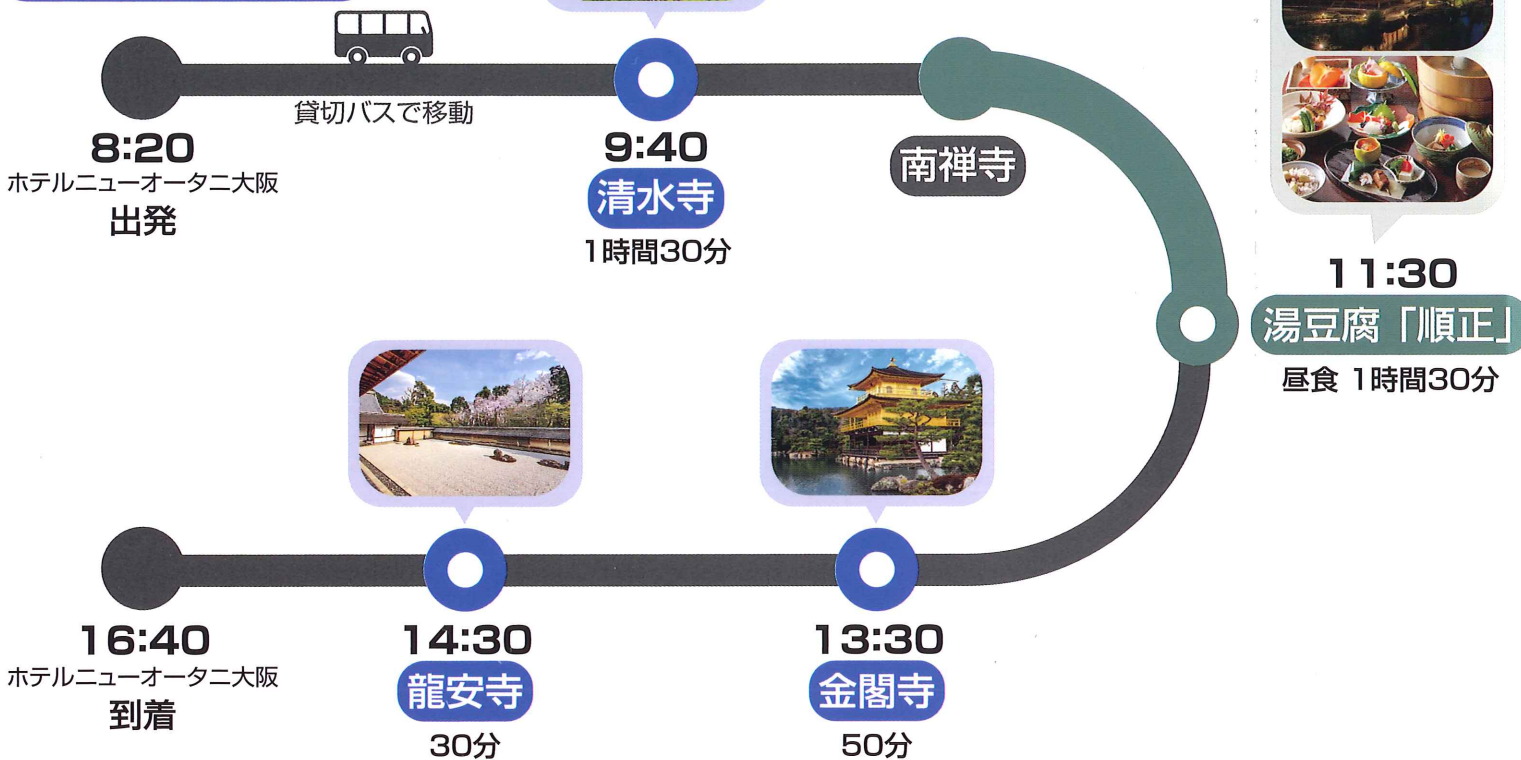 貸切バスで移動
8:20
ホテルニューオータニ大阪
出発
9:40
清水寺
1時間30分
南禅寺
11:30
湯豆腐「順正」
昼食 1時間30分
13:30
金閣寺
50分
14:30
龍安寺
30分
16:40
ホテルニューオータニ大阪
到着